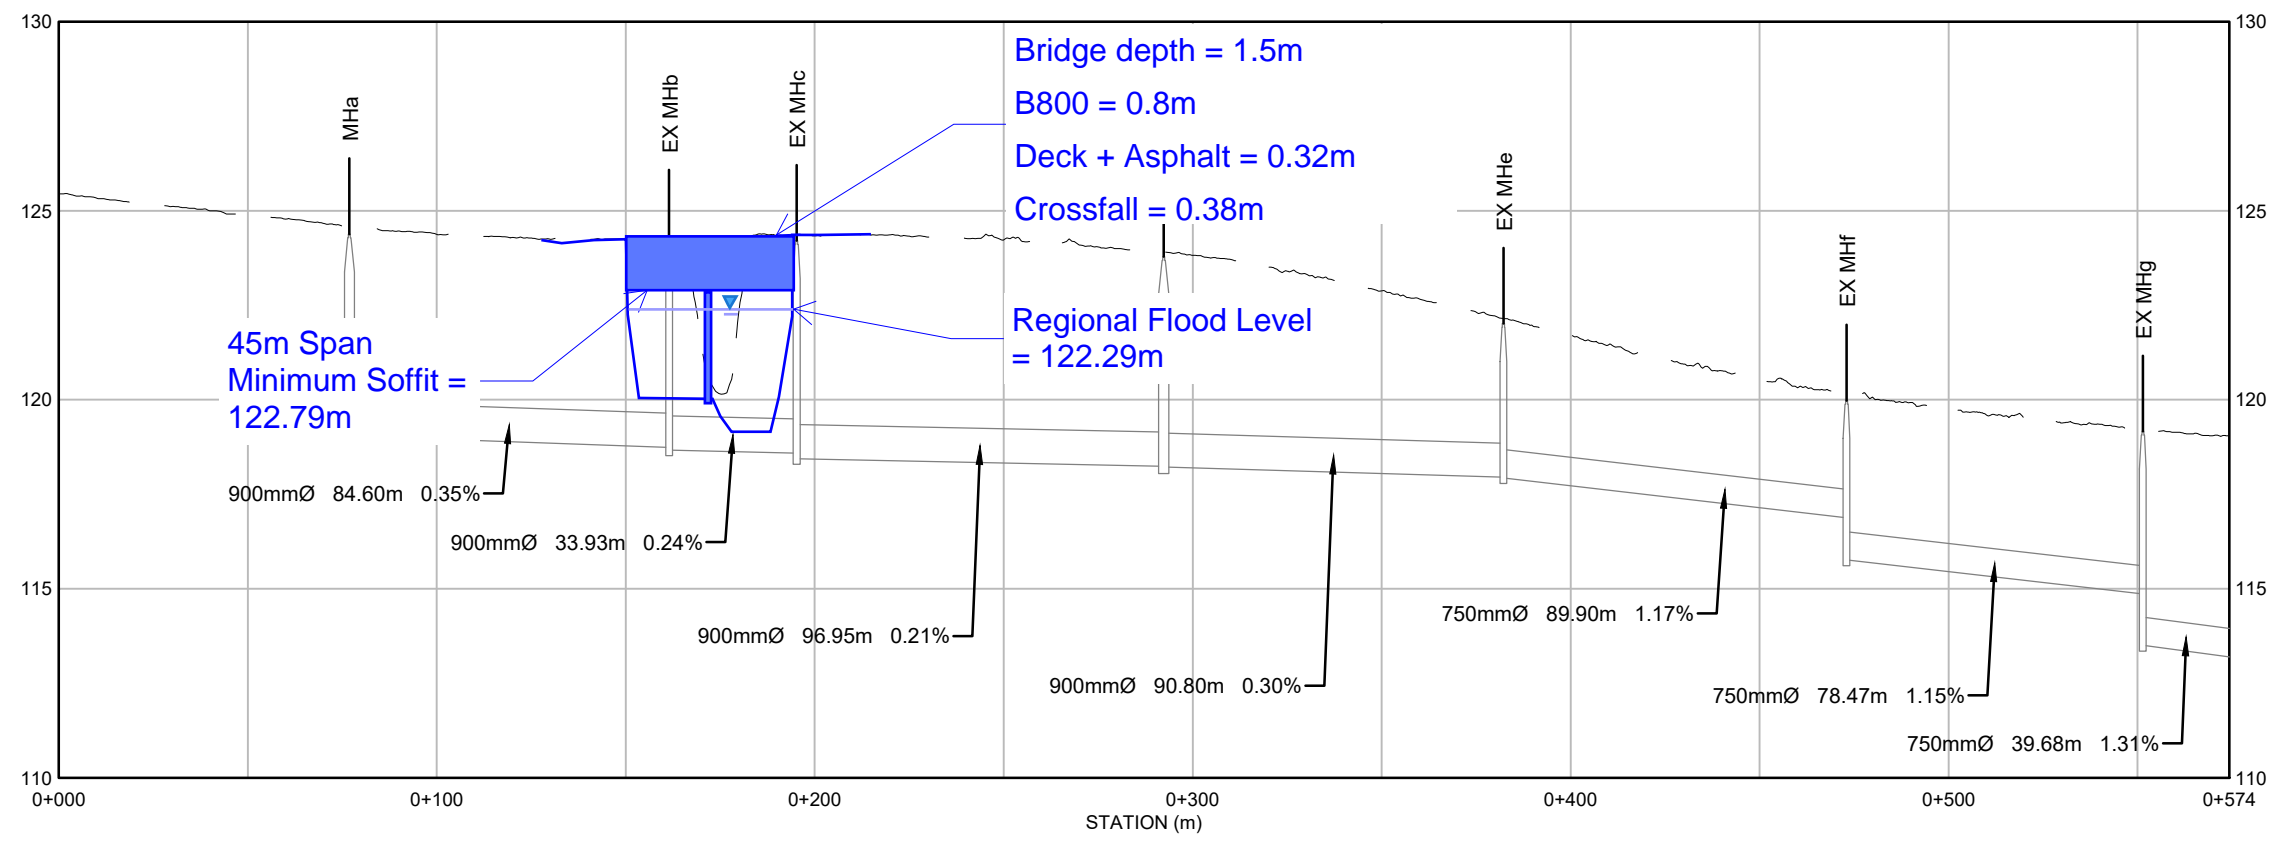 130
130
Bridge depth = 1.5m
B800 = 0.8m
Deck + Asphalt = 0.32m
Crossfall = 0.38m
MHa
EX MHb
EX MHc
EX MHe
EX MHf
EX MHg
125
125
45m Span
Minimum Soffit =
122.79m
Regional Flood Level
= 122.29m
120
120
900mmØ 84.60m 0.35%
900mmØ 33.93m 0.24%
900mmØ 96.95m 0.21%
900mmØ 90.80m 0.30%
750mmØ 89.90m 1.17%
750mmØ 78.47m 1.15%
750mmØ 39.68m 1.31%
115
115
110
110
0+000
0+100
0+200
0+300
0+400
0+500
0+574
STATION (m)